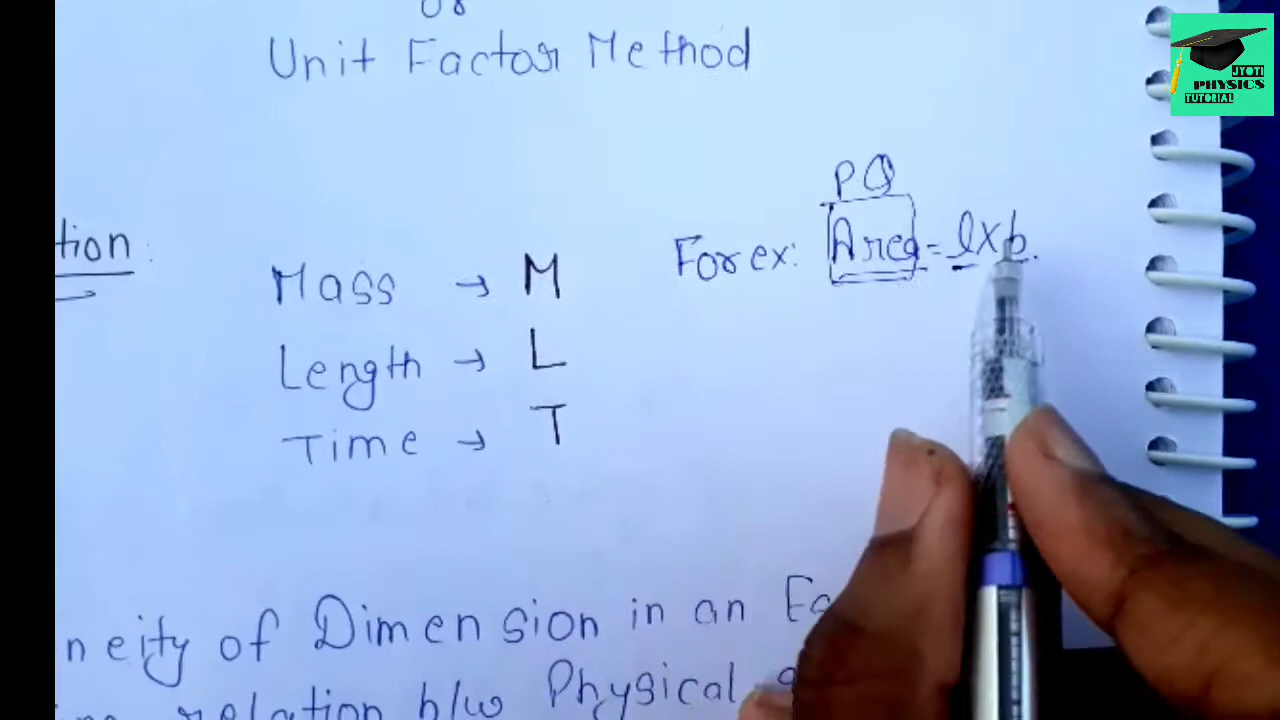 or
Unit Factor Method
JYOTI
PHYSICS
TUTORIAL
PQ
tion
For ex: Area = l x b.
Mass → M
Length → L
Time → T
neity of Dimension in an
relation b/w Physical